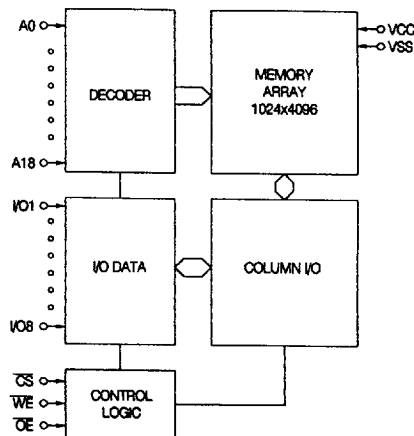 A0
DECODER
A18
MEMORY
ARRAY
1024x4096
VCC
VSS
I/O1
I/O DATA
I/O8
COLUMN I/O
CS
WE
OE
CONTROL
LOGIC